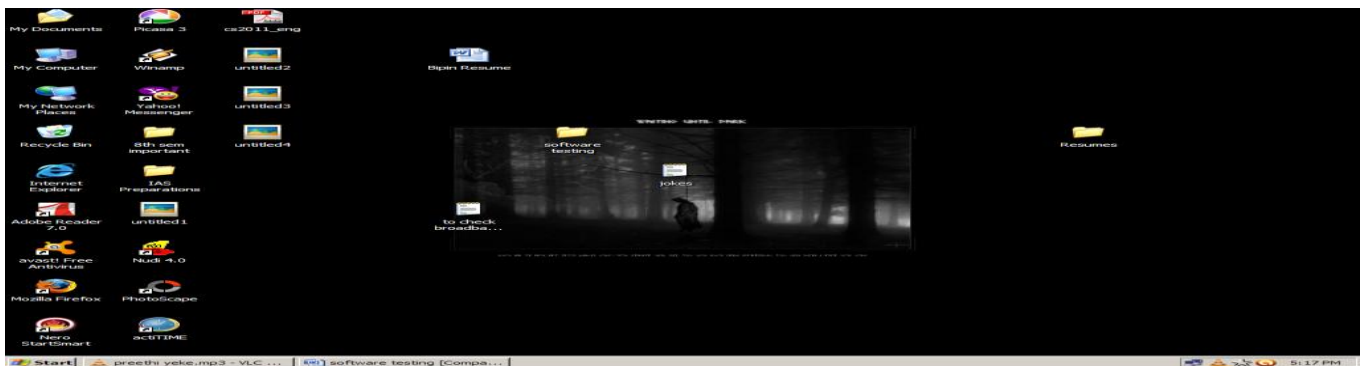 My Documents
Picasa 3
cs2011_eng
My Computer
Winamp
untitled2
Bipin Resume
My Network
Places
Yahoo!
Messenger
untitled3
WAITING UNTIL DARK
Recycle Bin
8th sem
important
untitled4
software
testing
Resumes
Internet
Explorer
IAS
Preparations
jokes
Adobe Reader
7.0
untitled1
to check
broadba...
avast! Free
Antivirus
Nudi 4.0
Mozilla Firefox
PhotoScape
Nero
StartSmart
actiTIME
Start
preethi yeke.mp3 - VLC ...
software testing [Compa...
5:17 PM